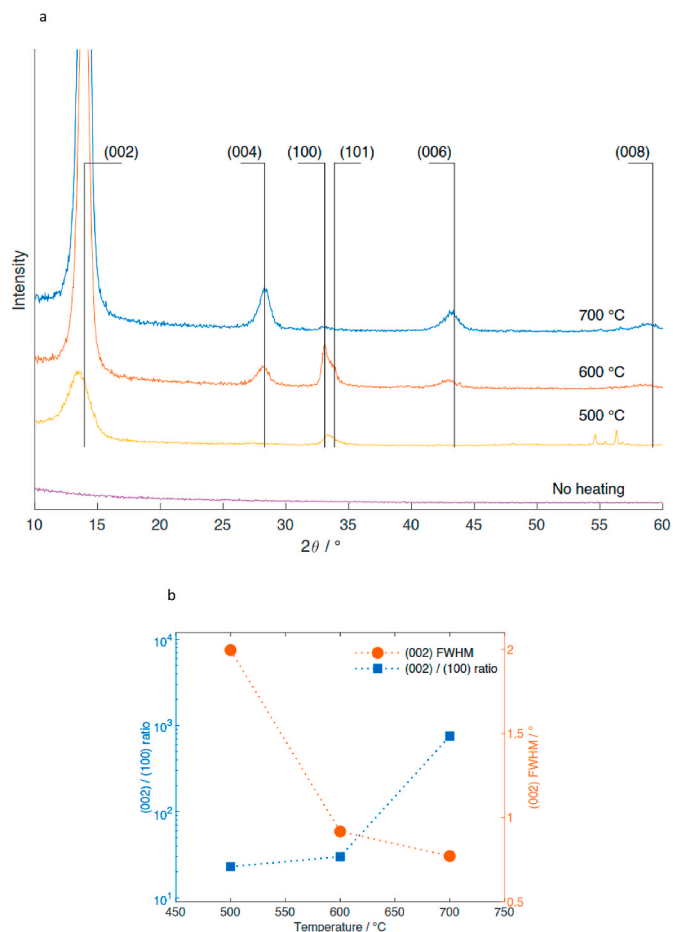 a
(002)
(004)
(100)
(101)
(006)
(008)
Intensity
700 °C
600 °C
500 °C
No heating
10 15 20 25 30 35 40 45 50 55 60
2θ / °
b
10⁴
10³
10²
10¹
(002) / (100) ratio
(002) FWHM
(002) / (100) ratio
2
1.5
1
0.5
(002) FWHM / °
450 500 550 600 650 700 750
Temperature / °C